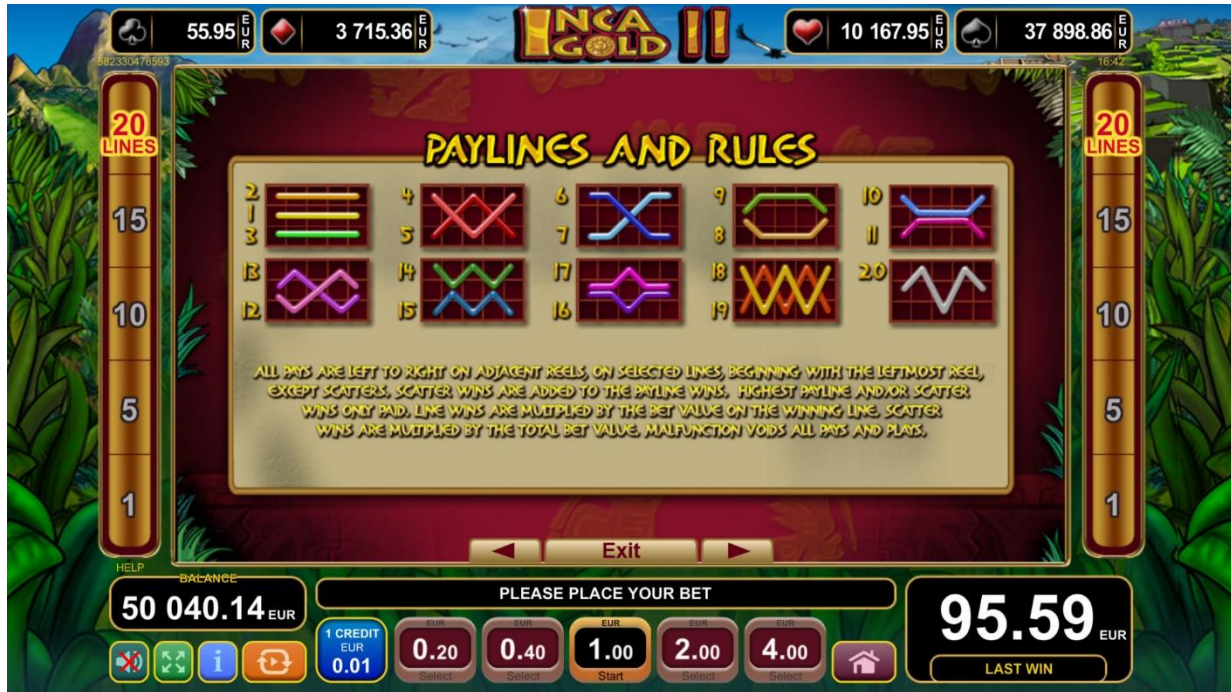 55.95 EUR
3 715.36 EUR
INCA GOLD II
10 167.95 EUR
37 898.86 EUR
582330478593
16:42
20 LINES
15
10
5
1
PAYLINES AND RULES
2
1
3
4
5
6
7
9
8
10
11
13
12
14
15
17
16
18
19
20
ALL PAYS ARE LEFT TO RIGHT ON ADJACENT REELS, ON SELECTED LINES, BEGINNING WITH THE LEFTMOST REEL,
EXCEPT SCATTERS. SCATTER WINS ARE ADDED TO THE PAYLINE WINS. HIGHEST PAYLINE AND/OR SCATTER
WINS ONLY PAID. LINE WINS ARE MULTIPLIED BY THE BET VALUE ON THE WINNING LINE. SCATTER
WINS ARE MULTIPLIED BY THE TOTAL BET VALUE. MALFUNCTION VOIDS ALL PAYS AND PLAYS.
20 LINES
15
10
5
1
Exit
HELP
BALANCE
50 040.14 EUR
PLEASE PLACE YOUR BET
1 CREDIT
EUR
0.01
EUR
0.20
Select
EUR
0.40
Select
EUR
1.00
Start
EUR
2.00
Select
EUR
4.00
Select
95.59 EUR
LAST WIN